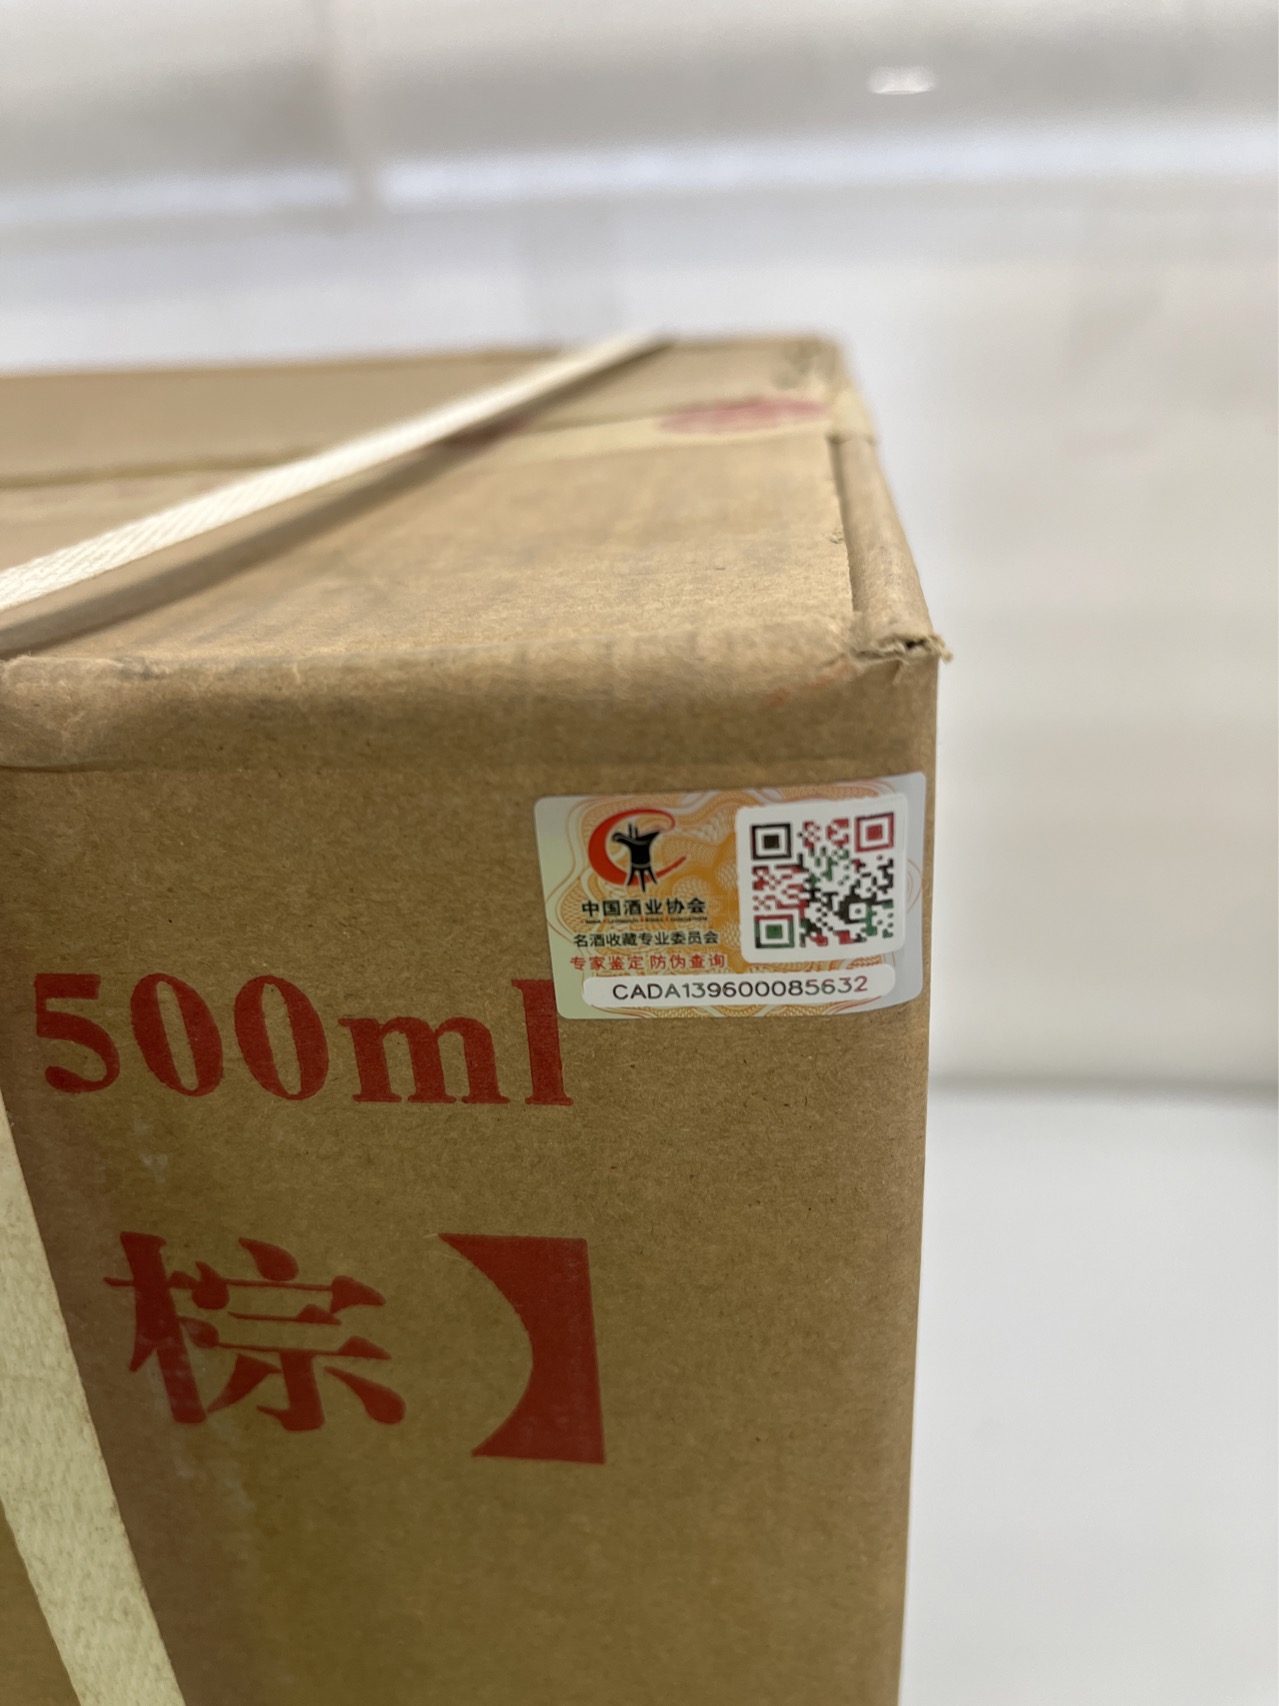 中国酒业协会
名酒收藏专业委员会
专家鉴定 防伪查询
CADA139600085632
500ml
棕】